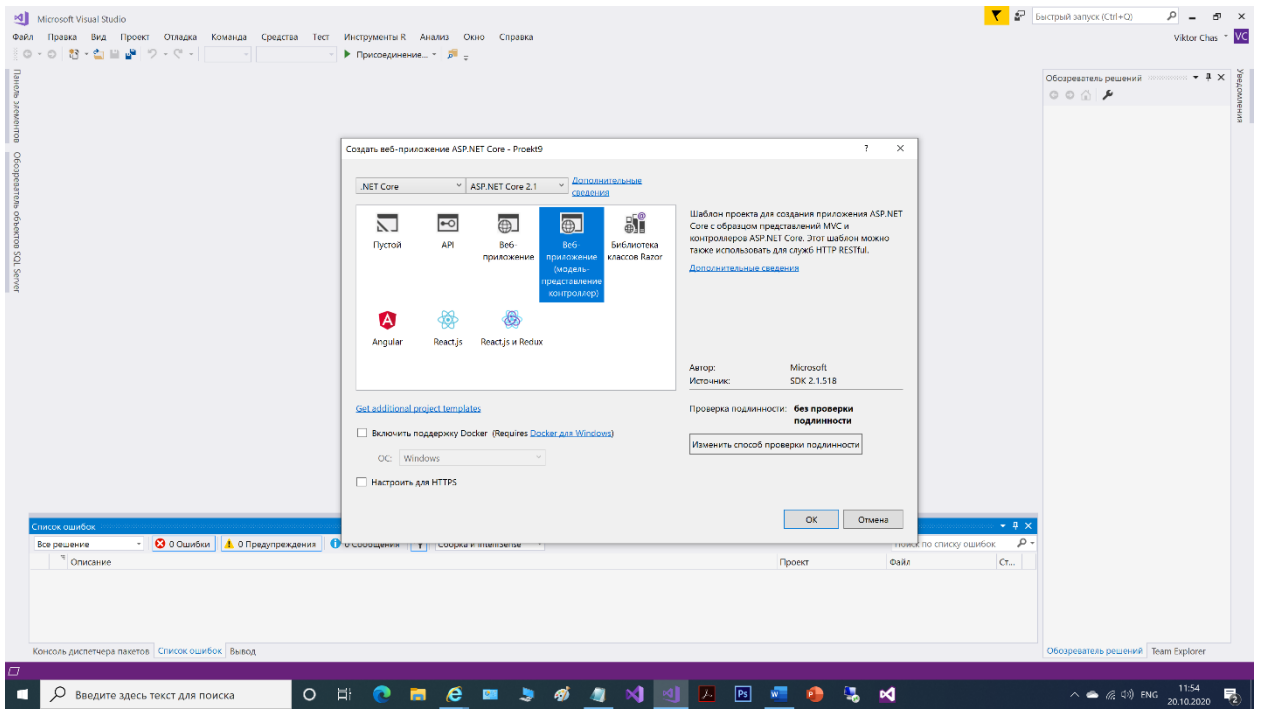 Microsoft Visual Studio
Быстрый запуск (Ctrl+Q)
Файл Правка Вид Проект Отладка Команда Средства Тест Инструменты R Анализ Окно Справка
Viktor Chas VC
Присоединение...
Панель элементов
Обозреватель объектов SQL Server
Обозреватель решений
Уведомления
Создать веб-приложение ASP.NET Core - Proekt9 ?
.NET Core ASP.NET Core 2.1 Дополнительные
сведения
Пустой
API
Веб-
приложение
Веб-
приложение
(модель-
представление
контроллер)
Библиотека
классов Razor
Angular
React.js
React.js и Redux
Шаблон проекта для создания приложения ASP.NET
Core с образцом представлений MVC и
контроллеров ASP.NET Core. Этот шаблон можно
также использовать для служб HTTP RESTful.
Дополнительные сведения
Автор: Microsoft
Источник: SDK 2.1.518
Get additional project templates
Проверка подлинности: без проверки
подлинности
Включить поддержку Docker (Requires Docker для Windows)
Изменить способ проверки подлинности
ОС: Windows
Настроить для HTTPS
OK Отмена
Список ошибок
Все решение 0 Ошибки 0 Предупреждения 0 Сообщения Сборка и IntelliSense Поиск по списку ошибок
Описание Проект Файл Ст...
Консоль диспетчера пакетов Список ошибок Вывод
Обозреватель решений Team Explorer
Введите здесь текст для поиска
ENG
11:54
20.10.2020
2